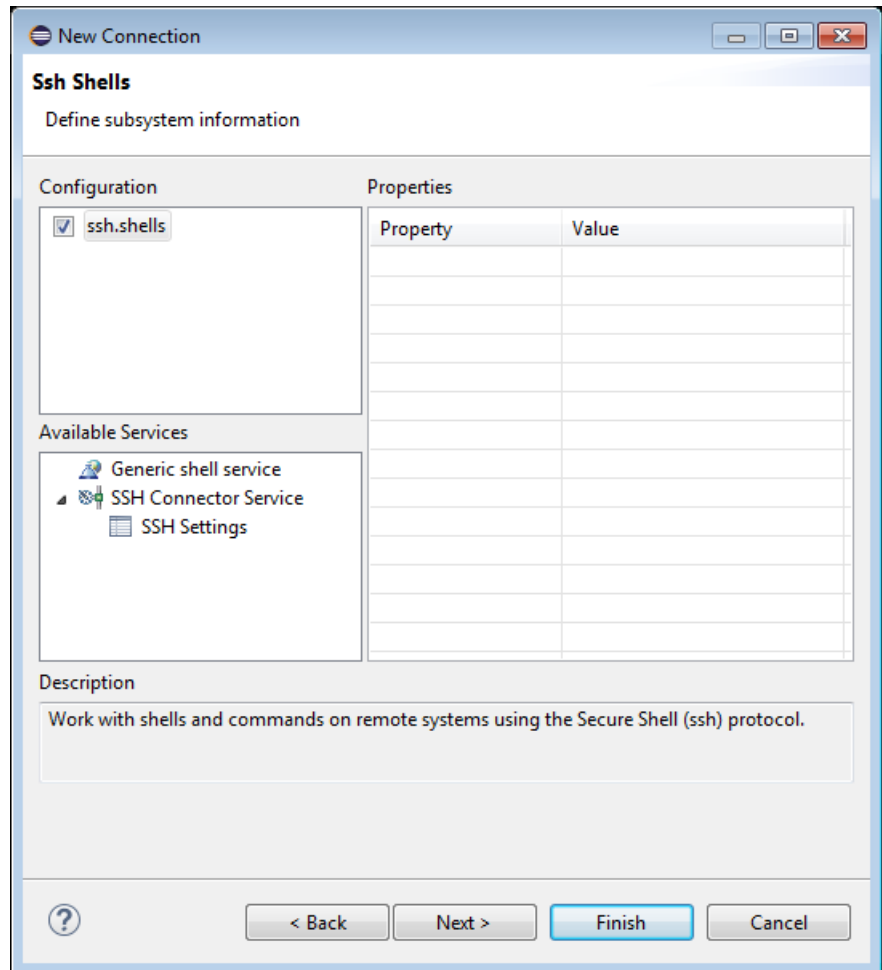 New Connection
Ssh Shells
Define subsystem information
Configuration
Properties
ssh.shells
Property Value
Available Services
Generic shell service
SSH Connector Service
SSH Settings
Description
Work with shells and commands on remote systems using the Secure Shell (ssh) protocol.
? < Back Next > Finish Cancel